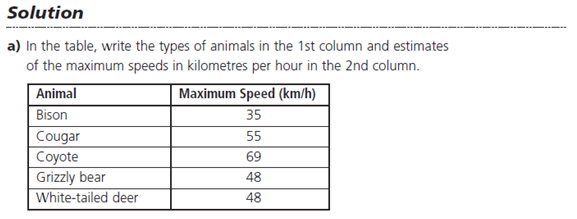 Solution
a) In the table, write the types of animals in the 1st column and estimates
of the maximum speeds in kilometres per hour in the 2nd column.
Animal Maximum Speed (km/h)
Bison 35
Cougar 55
Coyote 69
Grizzly bear 48
White-tailed deer 48